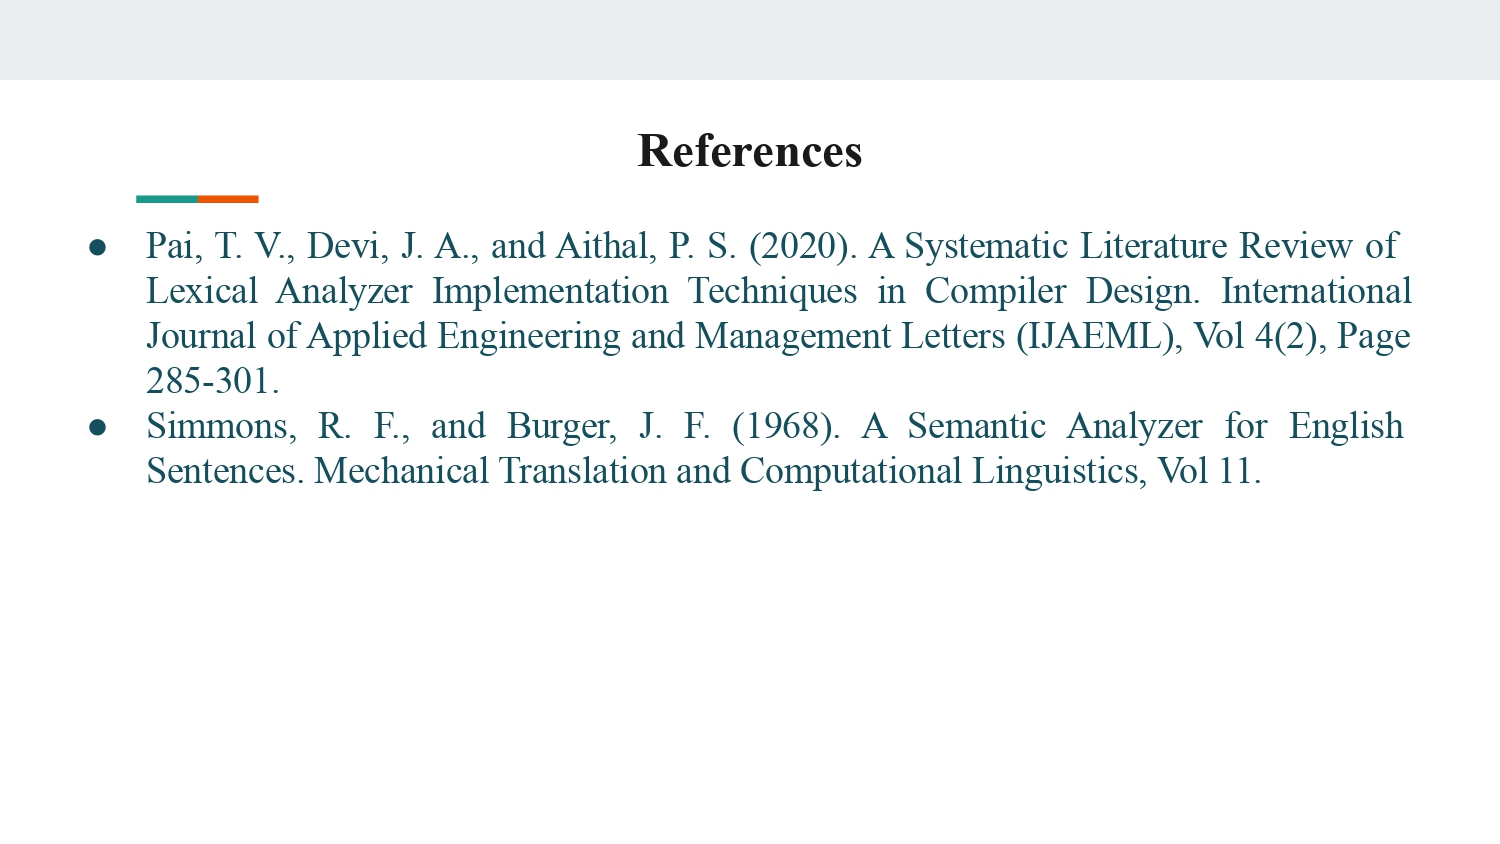 References
● Pai, T. V., Devi, J. A., and Aithal, P. S. (2020). A Systematic Literature Review of
Lexical Analyzer Implementation Techniques in Compiler Design. International
Journal of Applied Engineering and Management Letters (IJAEML), Vol 4(2), Page
285-301.
● Simmons, R. F., and Burger, J. F. (1968). A Semantic Analyzer for English
Sentences. Mechanical Translation and Computational Linguistics, Vol 11.